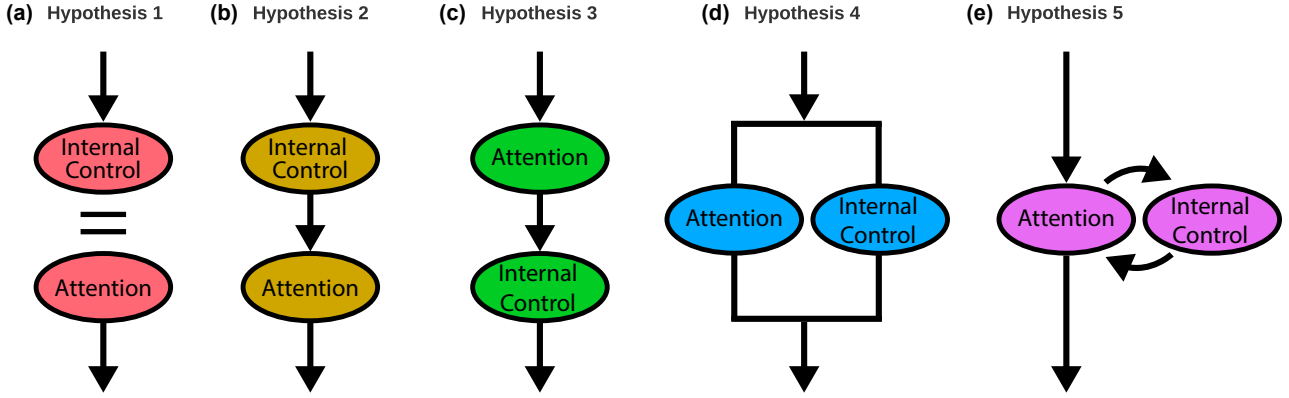 (a) Hypothesis 1
(b) Hypothesis 2
(c) Hypothesis 3
(d) Hypothesis 4
(e) Hypothesis 5
Internal
Control
=
Attention
Internal
Control
Attention
Attention
Internal
Control
Attention
Internal
Control
Attention
Internal
Control